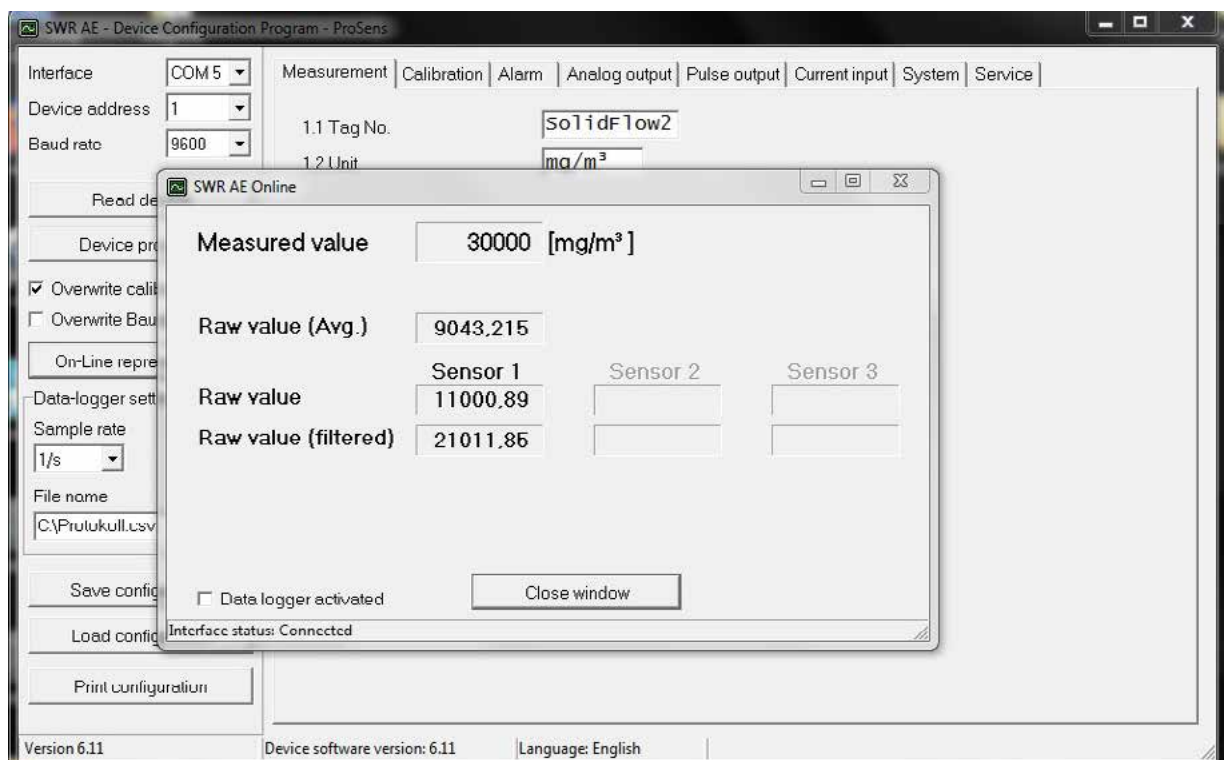 SWR AE - Device Configuration Program - ProSens
Interface
COM 5
Device address
1
Baud rate
9600
Read de
Device pro
Overwrite calib
Overwrite Bau
On-Line repre
Data-logger sett
Sample rate
1/s
File name
C:\Protokoll.csv
Save config
Load config
Print configuration
Measurement Calibration Alarm Analog output Pulse output Current input System Service
1.1 Tag No. SolidFlow2
1.2 Unit mg/m³
SWR AE Online
Measured value 30000 [mg/m³]
Raw value (Avg.) 9043,215
Sensor 1 Sensor 2 Sensor 3
Raw value 11000,89
Raw value (filtered) 21011,85
Data logger activated
Close window
Interface status: Connected
Version 6.11 Device software version: 6.11 Language: English